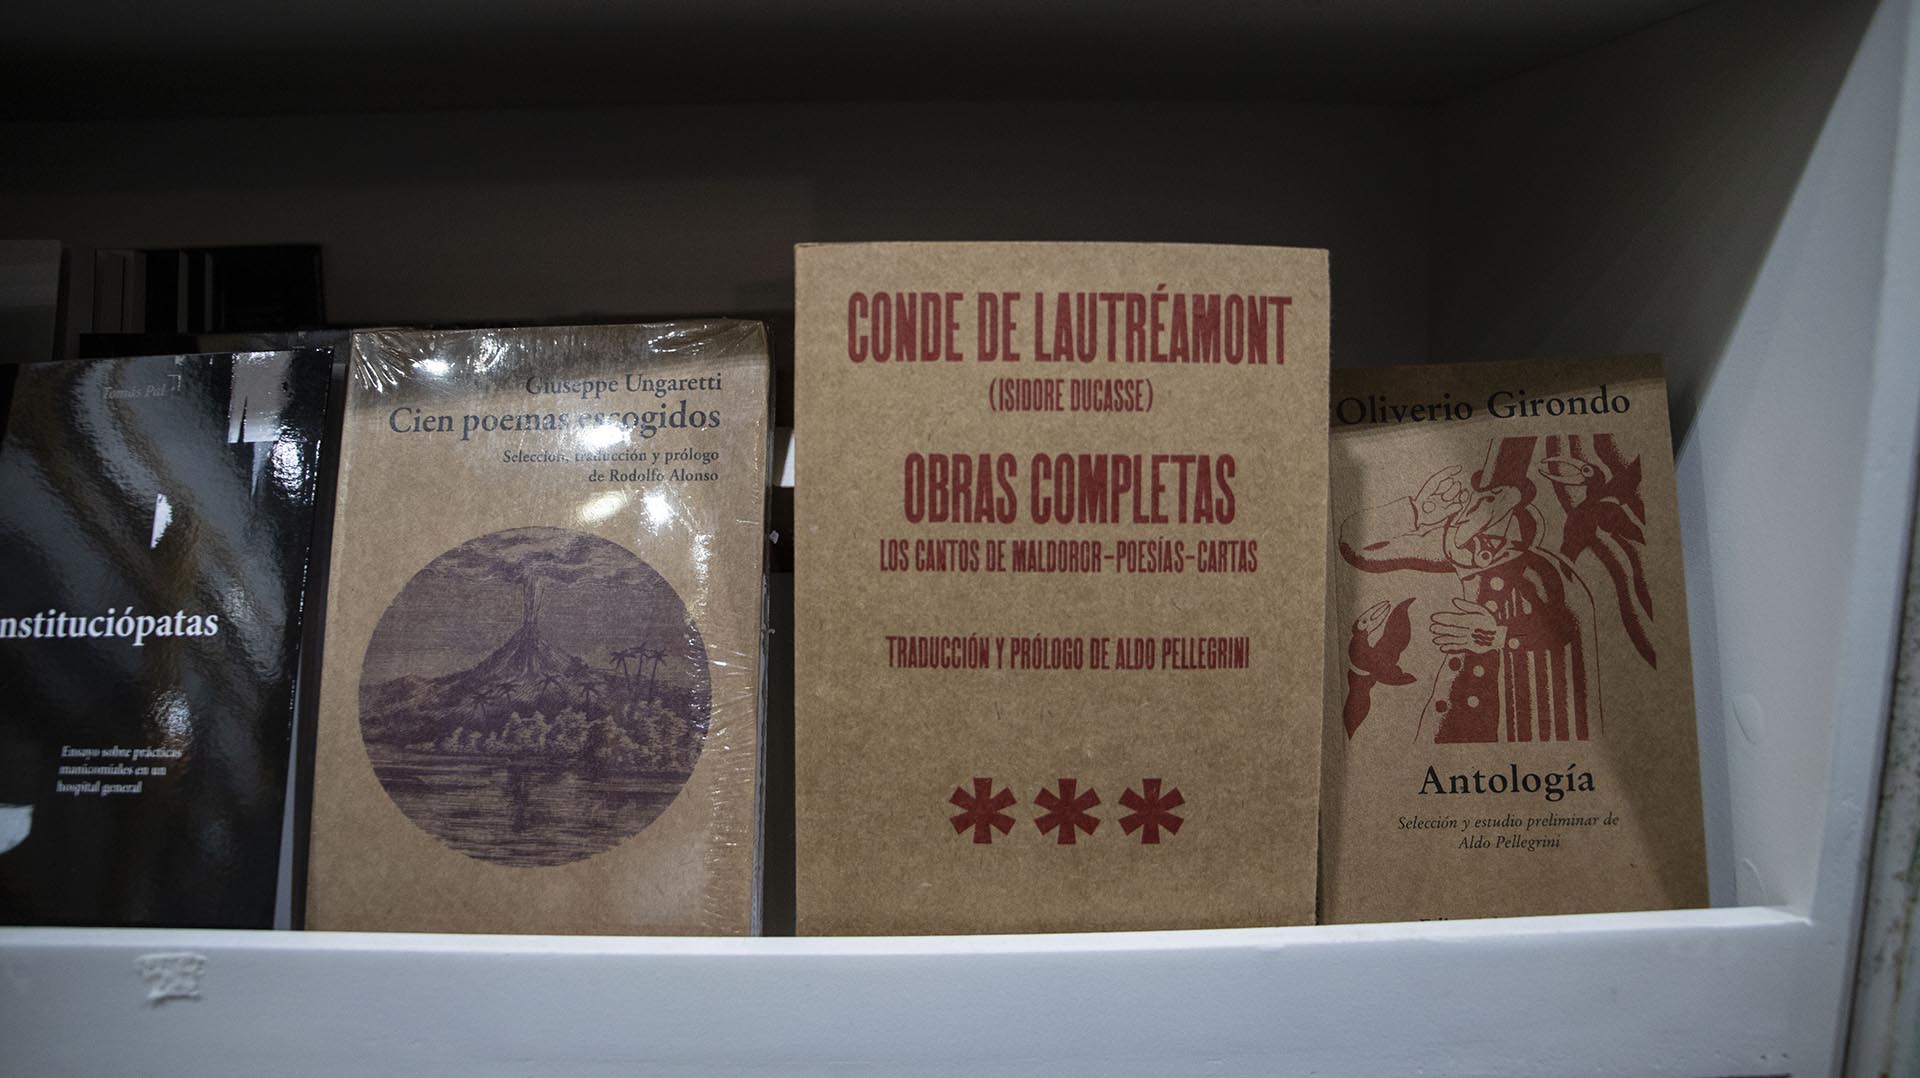 Tomás Pal
nstituciópatas
Ensayo sobre prácticas
manicomiales en un
hospital general
Giuseppe Ungaretti
Cien poemas escogidos
Selección, traducción y prólogo
de Rodolfo Alonso
CONDE DE LAUTRÉAMONT
(ISIDORE DUCASSE)
OBRAS COMPLETAS
LOS CANTOS DE MALDOROR–POESÍAS–CARTAS
TRADUCCIÓN Y PRÓLOGO DE ALDO PELLEGRINI
***
Oliverio Girondo
Antología
Selección y estudio preliminar de
Aldo Pellegrini